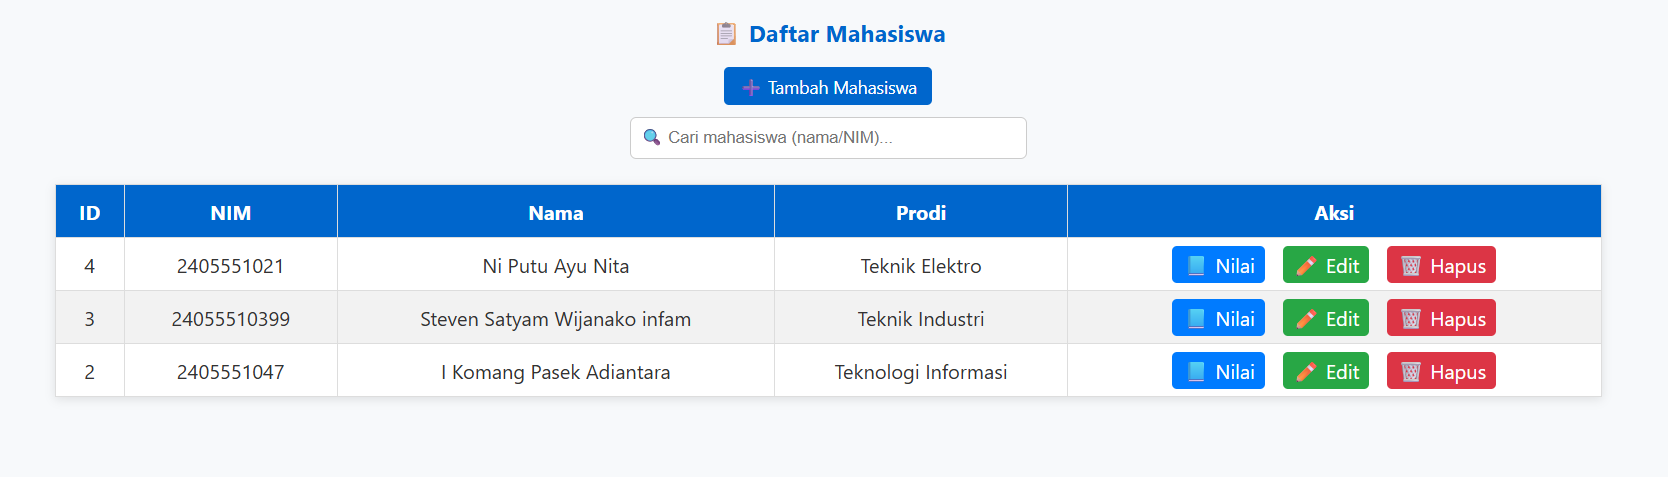 📋 Daftar Mahasiswa
➕ Tambah Mahasiswa
🔍 Cari mahasiswa (nama/NIM)...
ID NIM Nama Prodi Aksi
4 2405551021 Ni Putu Ayu Nita Teknik Elektro 📘 Nilai ✏️ Edit 🗑️ Hapus
3 24055510399 Steven Satyam Wijanako infam Teknik Industri 📘 Nilai ✏️ Edit 🗑️ Hapus
2 2405551047 I Komang Pasek Adiantara Teknologi Informasi 📘 Nilai ✏️ Edit 🗑️ Hapus